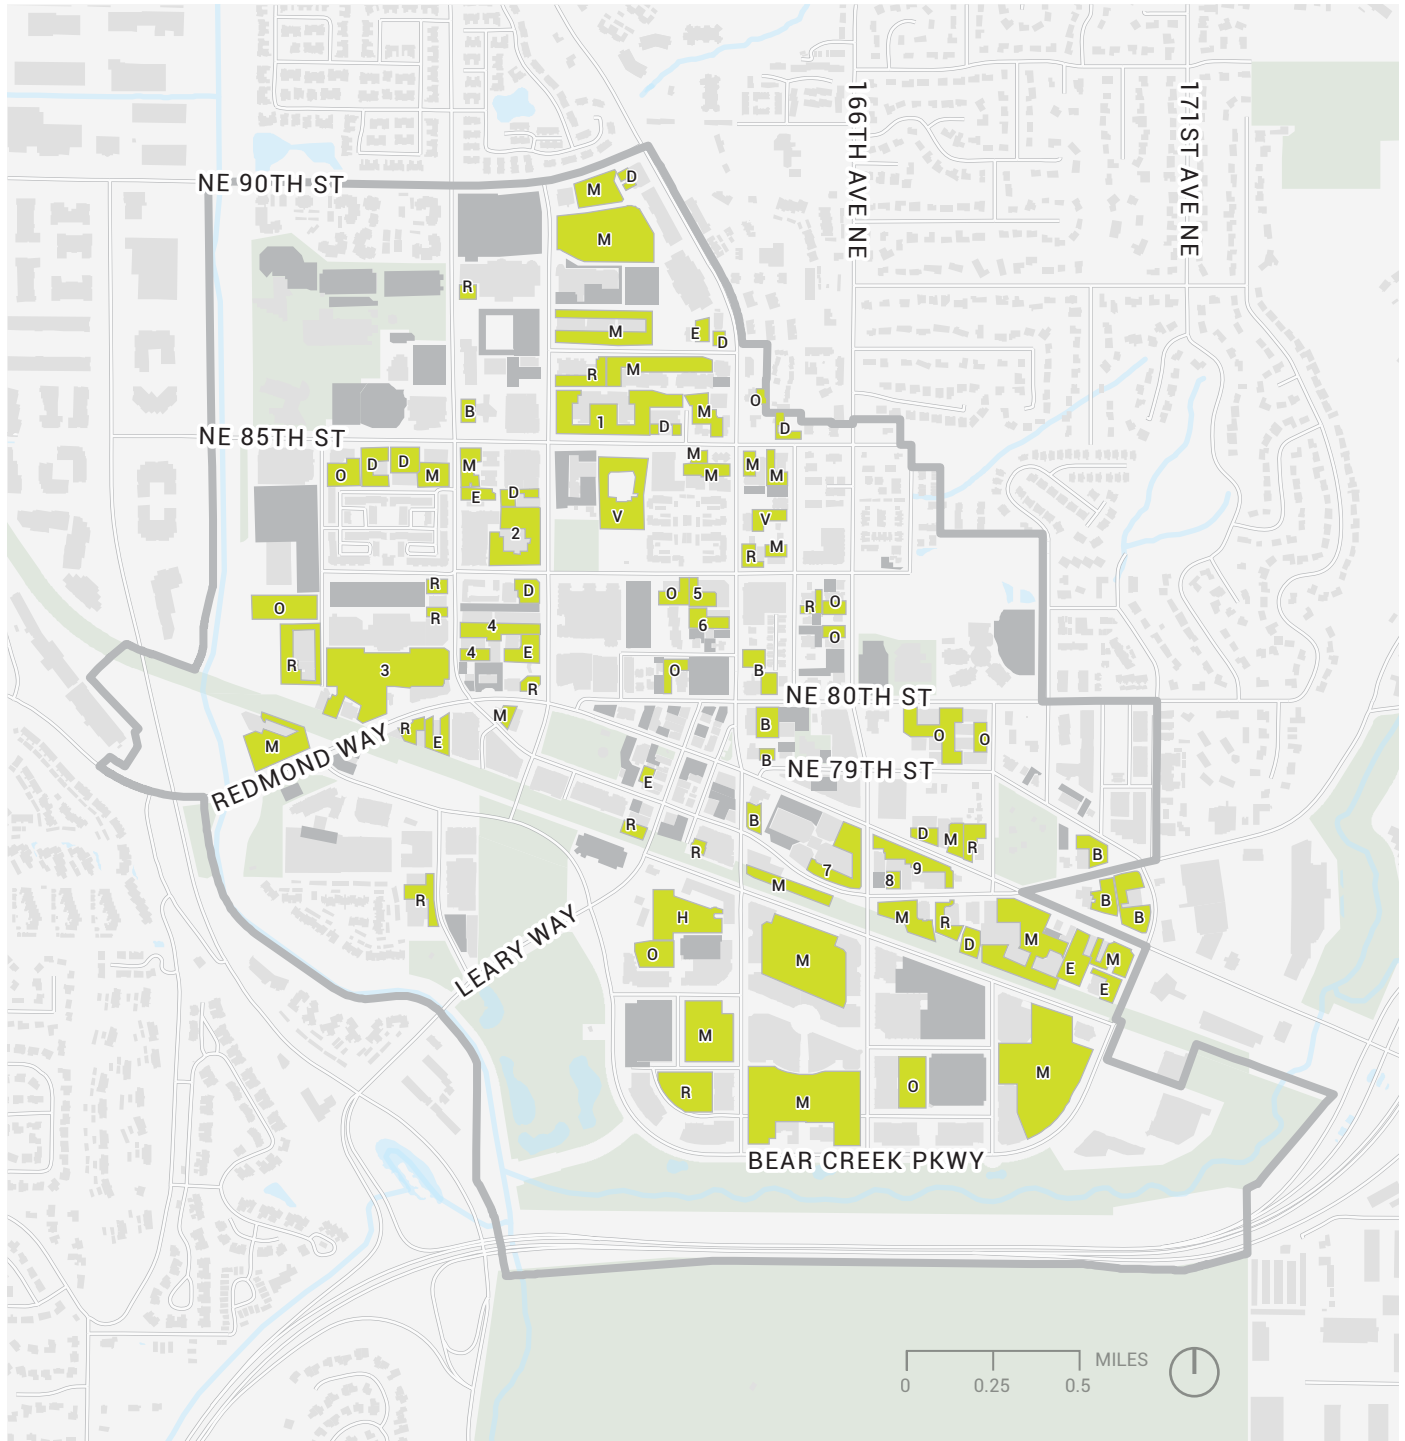 166TH AVE NE
171ST AVE NE
NE 90TH ST
M
D
M
R
M
E
D
R
M
O
B
1
D
M
D
NE 85TH ST
O
D
D
M
M
E
D
2
V
M
M
M
M
V
R
M
O
R
R
R
3
4
4
D
E
R
O
5
6
O
R
O
O
B
NE 80TH ST
M
REDMOND WAY
R
E
M
B
B
O
O
NE 79TH ST
E
R
R
B
7
D
M
R
9
8
B
B
B
M
R
LEARY WAY
H
O
M
M
R
D
M
E
M
E
M
R
M
O
M
BEAR CREEK PKWY
MILES
0
0.25
0.5